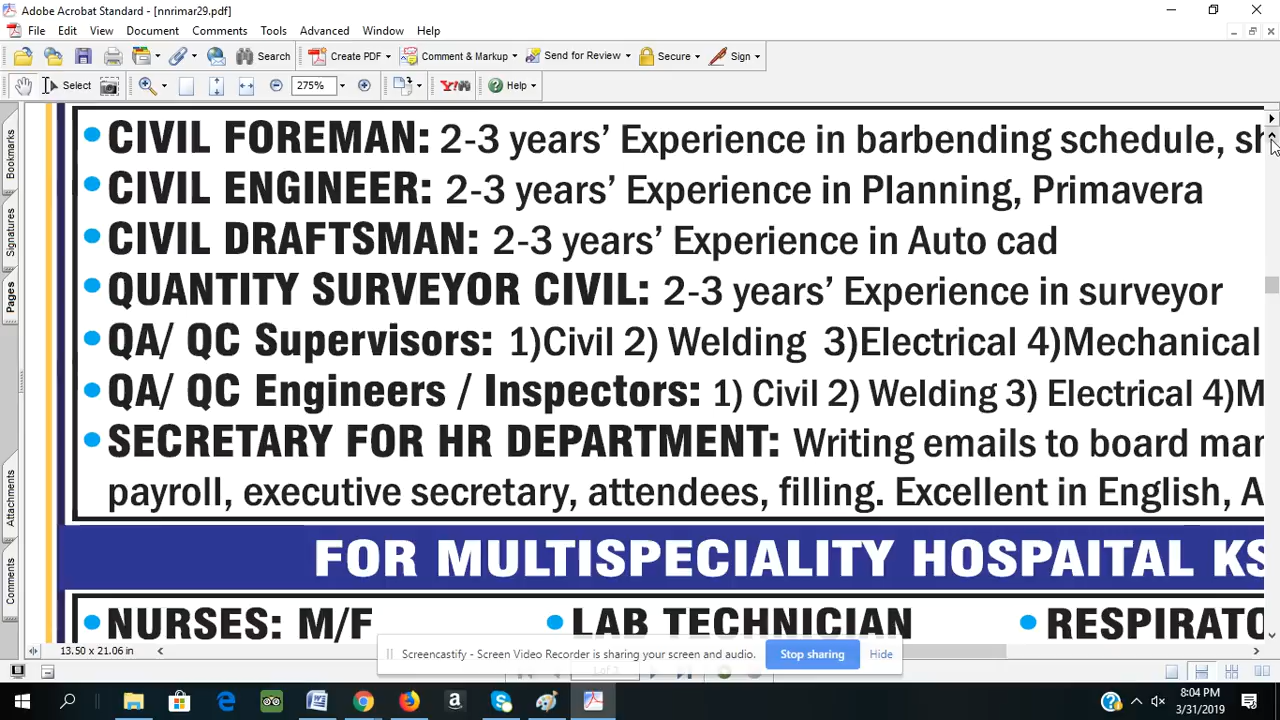 Adobe Acrobat Standard - [nnrimar29.pdf]
File Edit View Document Comments Tools Advanced Window Help
Search Create PDF Comment & Markup Send for Review Secure Sign
Select 275% Y! Help
• CIVIL FOREMAN: 2-3 years’ Experience in barbending schedule, sh
• CIVIL ENGINEER: 2-3 years’ Experience in Planning, Primavera
• CIVIL DRAFTSMAN: 2-3 years’ Experience in Auto cad
• QUANTITY SURVEYOR CIVIL: 2-3 years’ Experience in surveyor
• QA/ QC Supervisors: 1)Civil 2) Welding 3)Electrical 4)Mechanical
• QA/ QC Engineers / Inspectors: 1) Civil 2) Welding 3) Electrical 4)M
• SECRETARY FOR HR DEPARTMENT: Writing emails to board man
payroll, executive secretary, attendees, filling. Excellent in English, A
FOR MULTISPECIALITY HOSPAITAL KS
• NURSES: M/F • LAB TECHNICIAN • RESPIRATO
Bookmarks
Signatures
Pages
Attachments
Comments
13.50 x 21.06 in
Screencastify - Screen Video Recorder is sharing your screen and audio. Stop sharing Hide
8:04 PM
3/31/2019